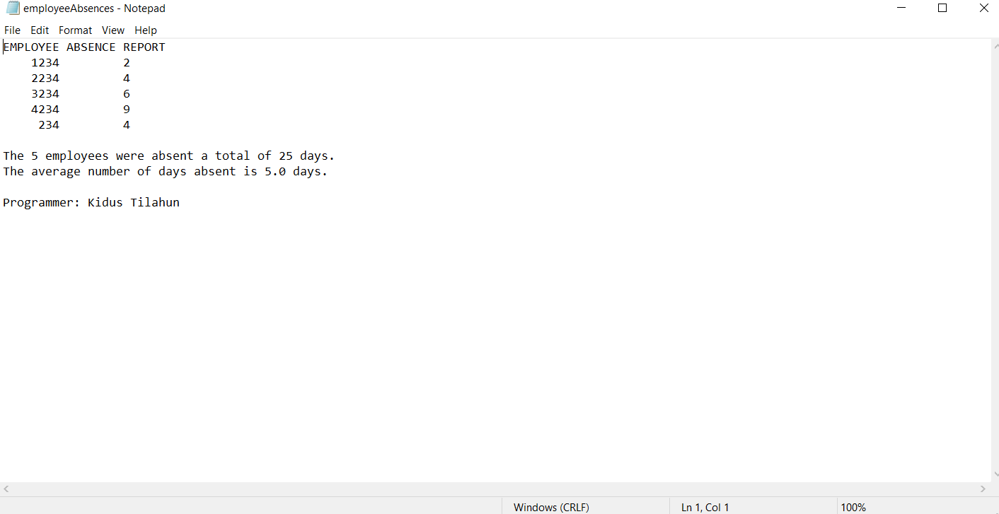 employeeAbsences - Notepad
File Edit Format View Help
EMPLOYEE ABSENCE REPORT
    1234         2
    2234         4
    3234         6
    4234         9
     234         4

The 5 employees were absent a total of 25 days.
The average number of days absent is 5.0 days.

Programmer: Kidus Tilahun
Windows (CRLF) Ln 1, Col 1 100%